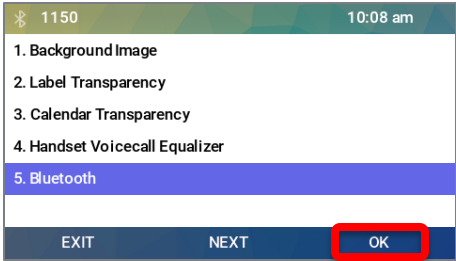 1150 10:08 am
1. Background Image
2. Label Transparency
3. Calendar Transparency
4. Handset Voicecall Equalizer
5. Bluetooth
EXIT NEXT OK